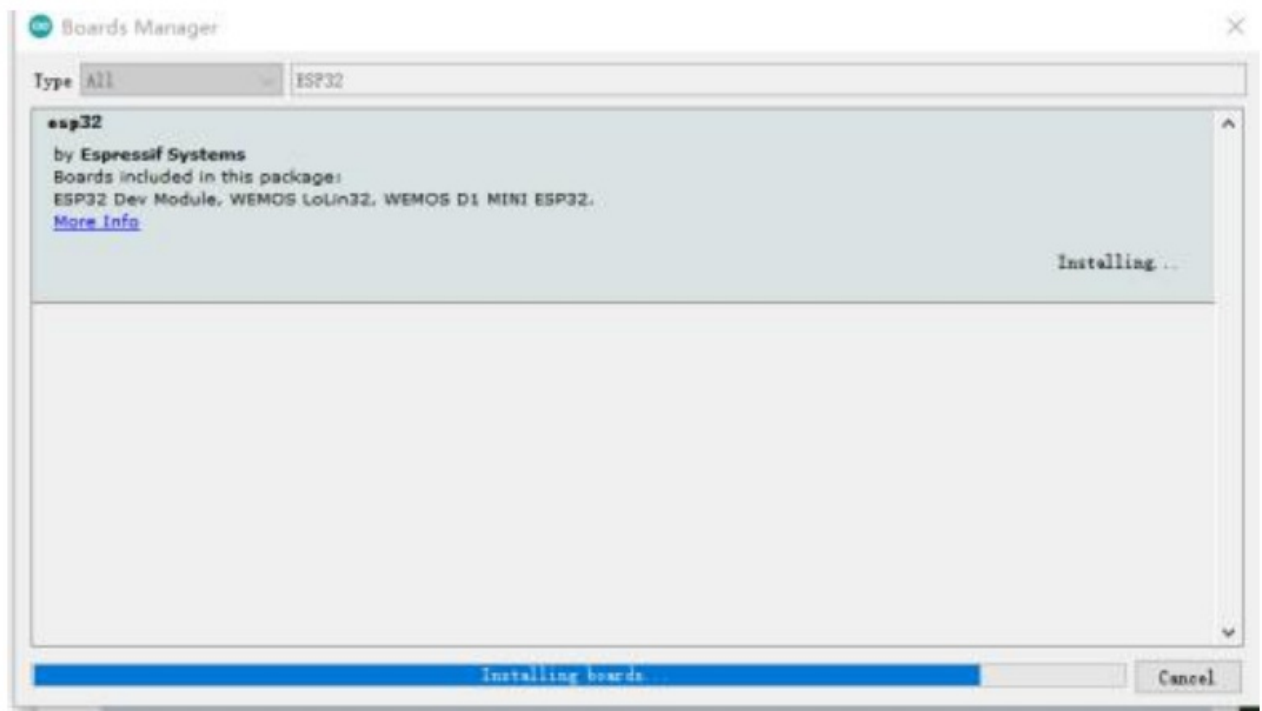 Boards Manager
Type All ESP32
esp32
by Espressif Systems
Boards included in this package:
ESP32 Dev Module, WEMOS LoLin32, WEMOS D1 MINI ESP32.
More Info
Installing...
Installing boards...
Cancel